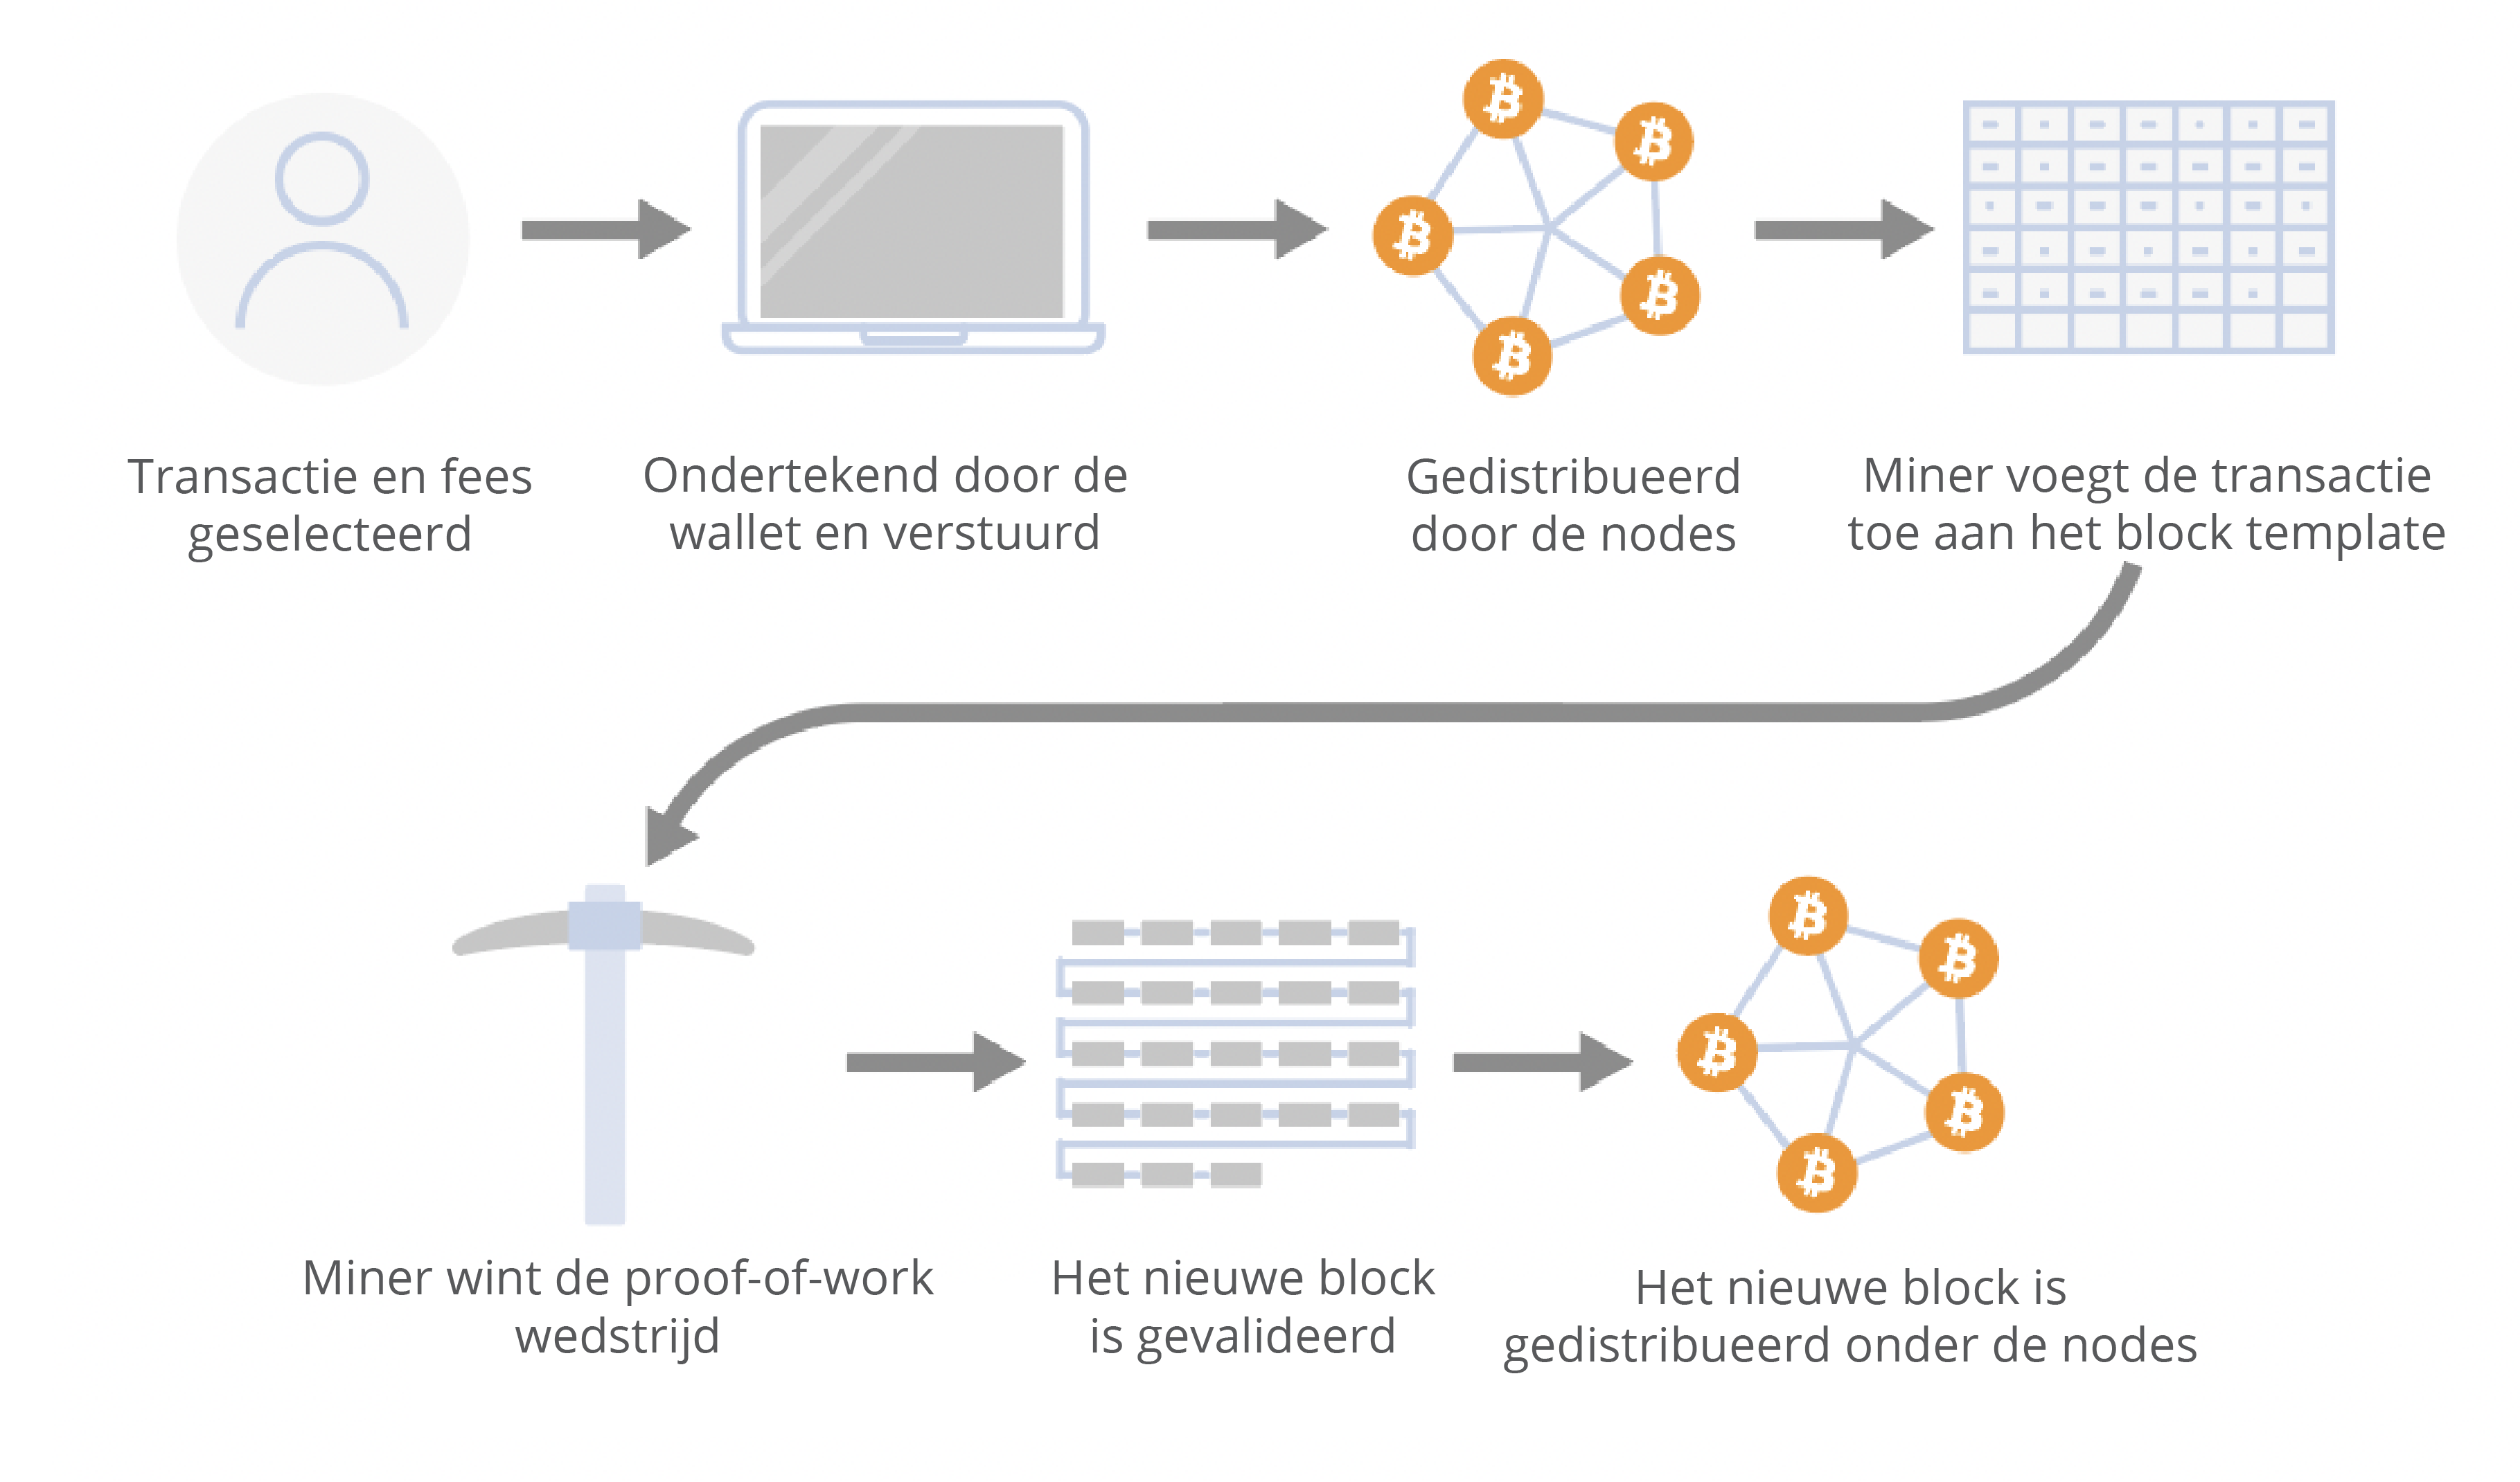 Transactie en fees
geselecteerd
Ondertekend door de
wallet en verstuurd
Gedistribueerd
door de nodes
Miner voegt de transactie
toe aan het block template
Miner wint de proof-of-work
wedstrijd
Het nieuwe block
is gevalideerd
Het nieuwe block is
gedistribueerd onder de nodes